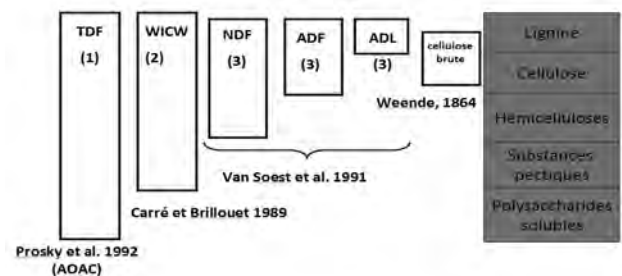 TDF
(1)
WICW
(2)
NDF
(3)
ADF
(3)
ADL
(3)
cellulose
brute
Weende, 1864
Van Soest et al. 1991
Carré et Brillouet 1989
Prosky et al. 1992
(AOAC)
Lignine
Cellulose
Hémicelluloses
Substances
pectiques
Polysaccharides
solubles